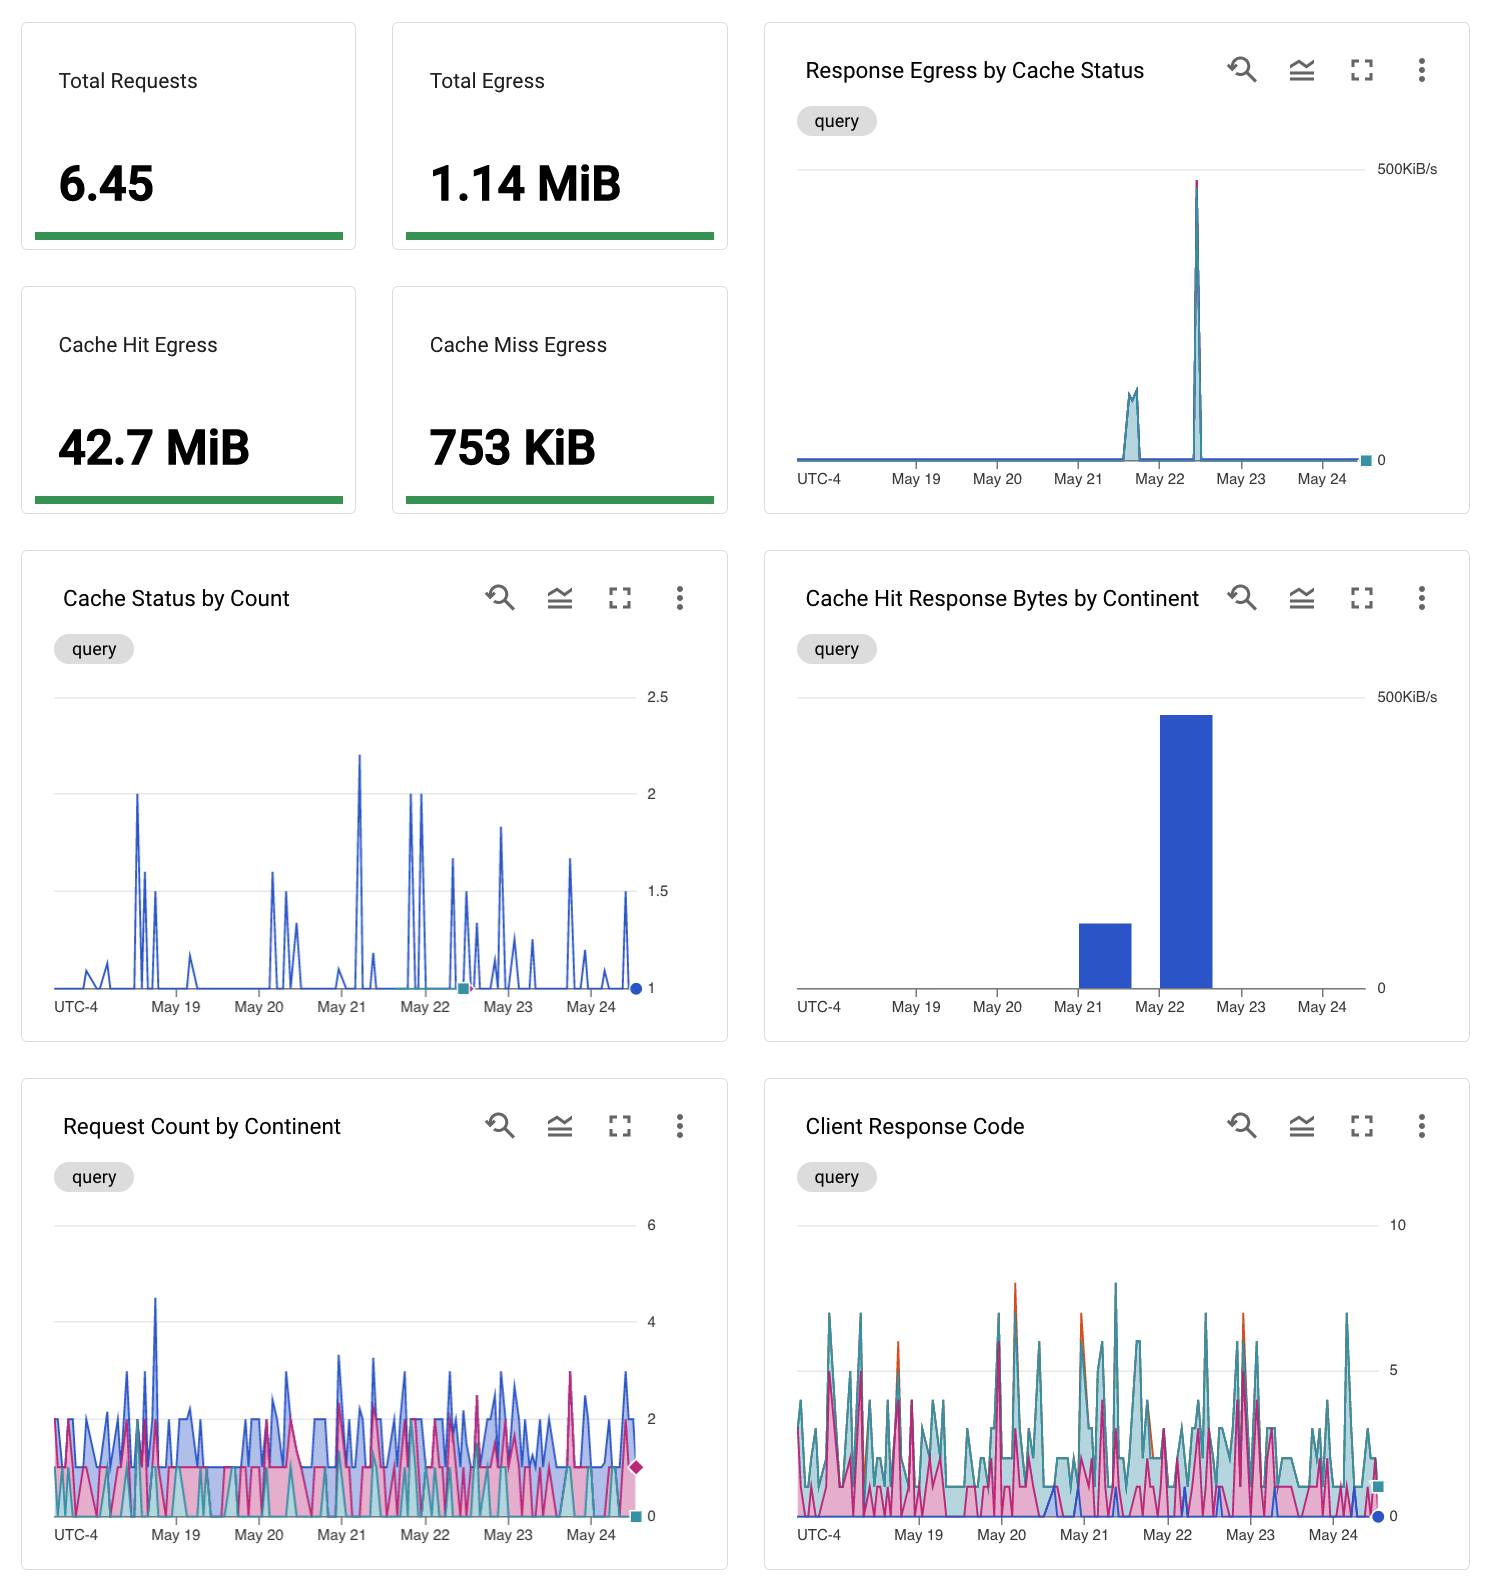 Total Requests
6.45
Total Egress
1.14 MiB
Cache Hit Egress
42.7 MiB
Cache Miss Egress
753 KiB
Response Egress by Cache Status
query
500KiB/s
0
UTC-4 May 19 May 20 May 21 May 22 May 23 May 24
Cache Status by Count
query
2.5
2
1.5
1
UTC-4 May 19 May 20 May 21 May 22 May 23 May 24
Cache Hit Response Bytes by Continent
query
500KiB/s
0
UTC-4 May 19 May 20 May 21 May 22 May 23 May 24
Request Count by Continent
query
6
4
2
0
UTC-4 May 19 May 20 May 21 May 22 May 23 May 24
Client Response Code
query
10
5
0
UTC-4 May 19 May 20 May 21 May 22 May 23 May 24